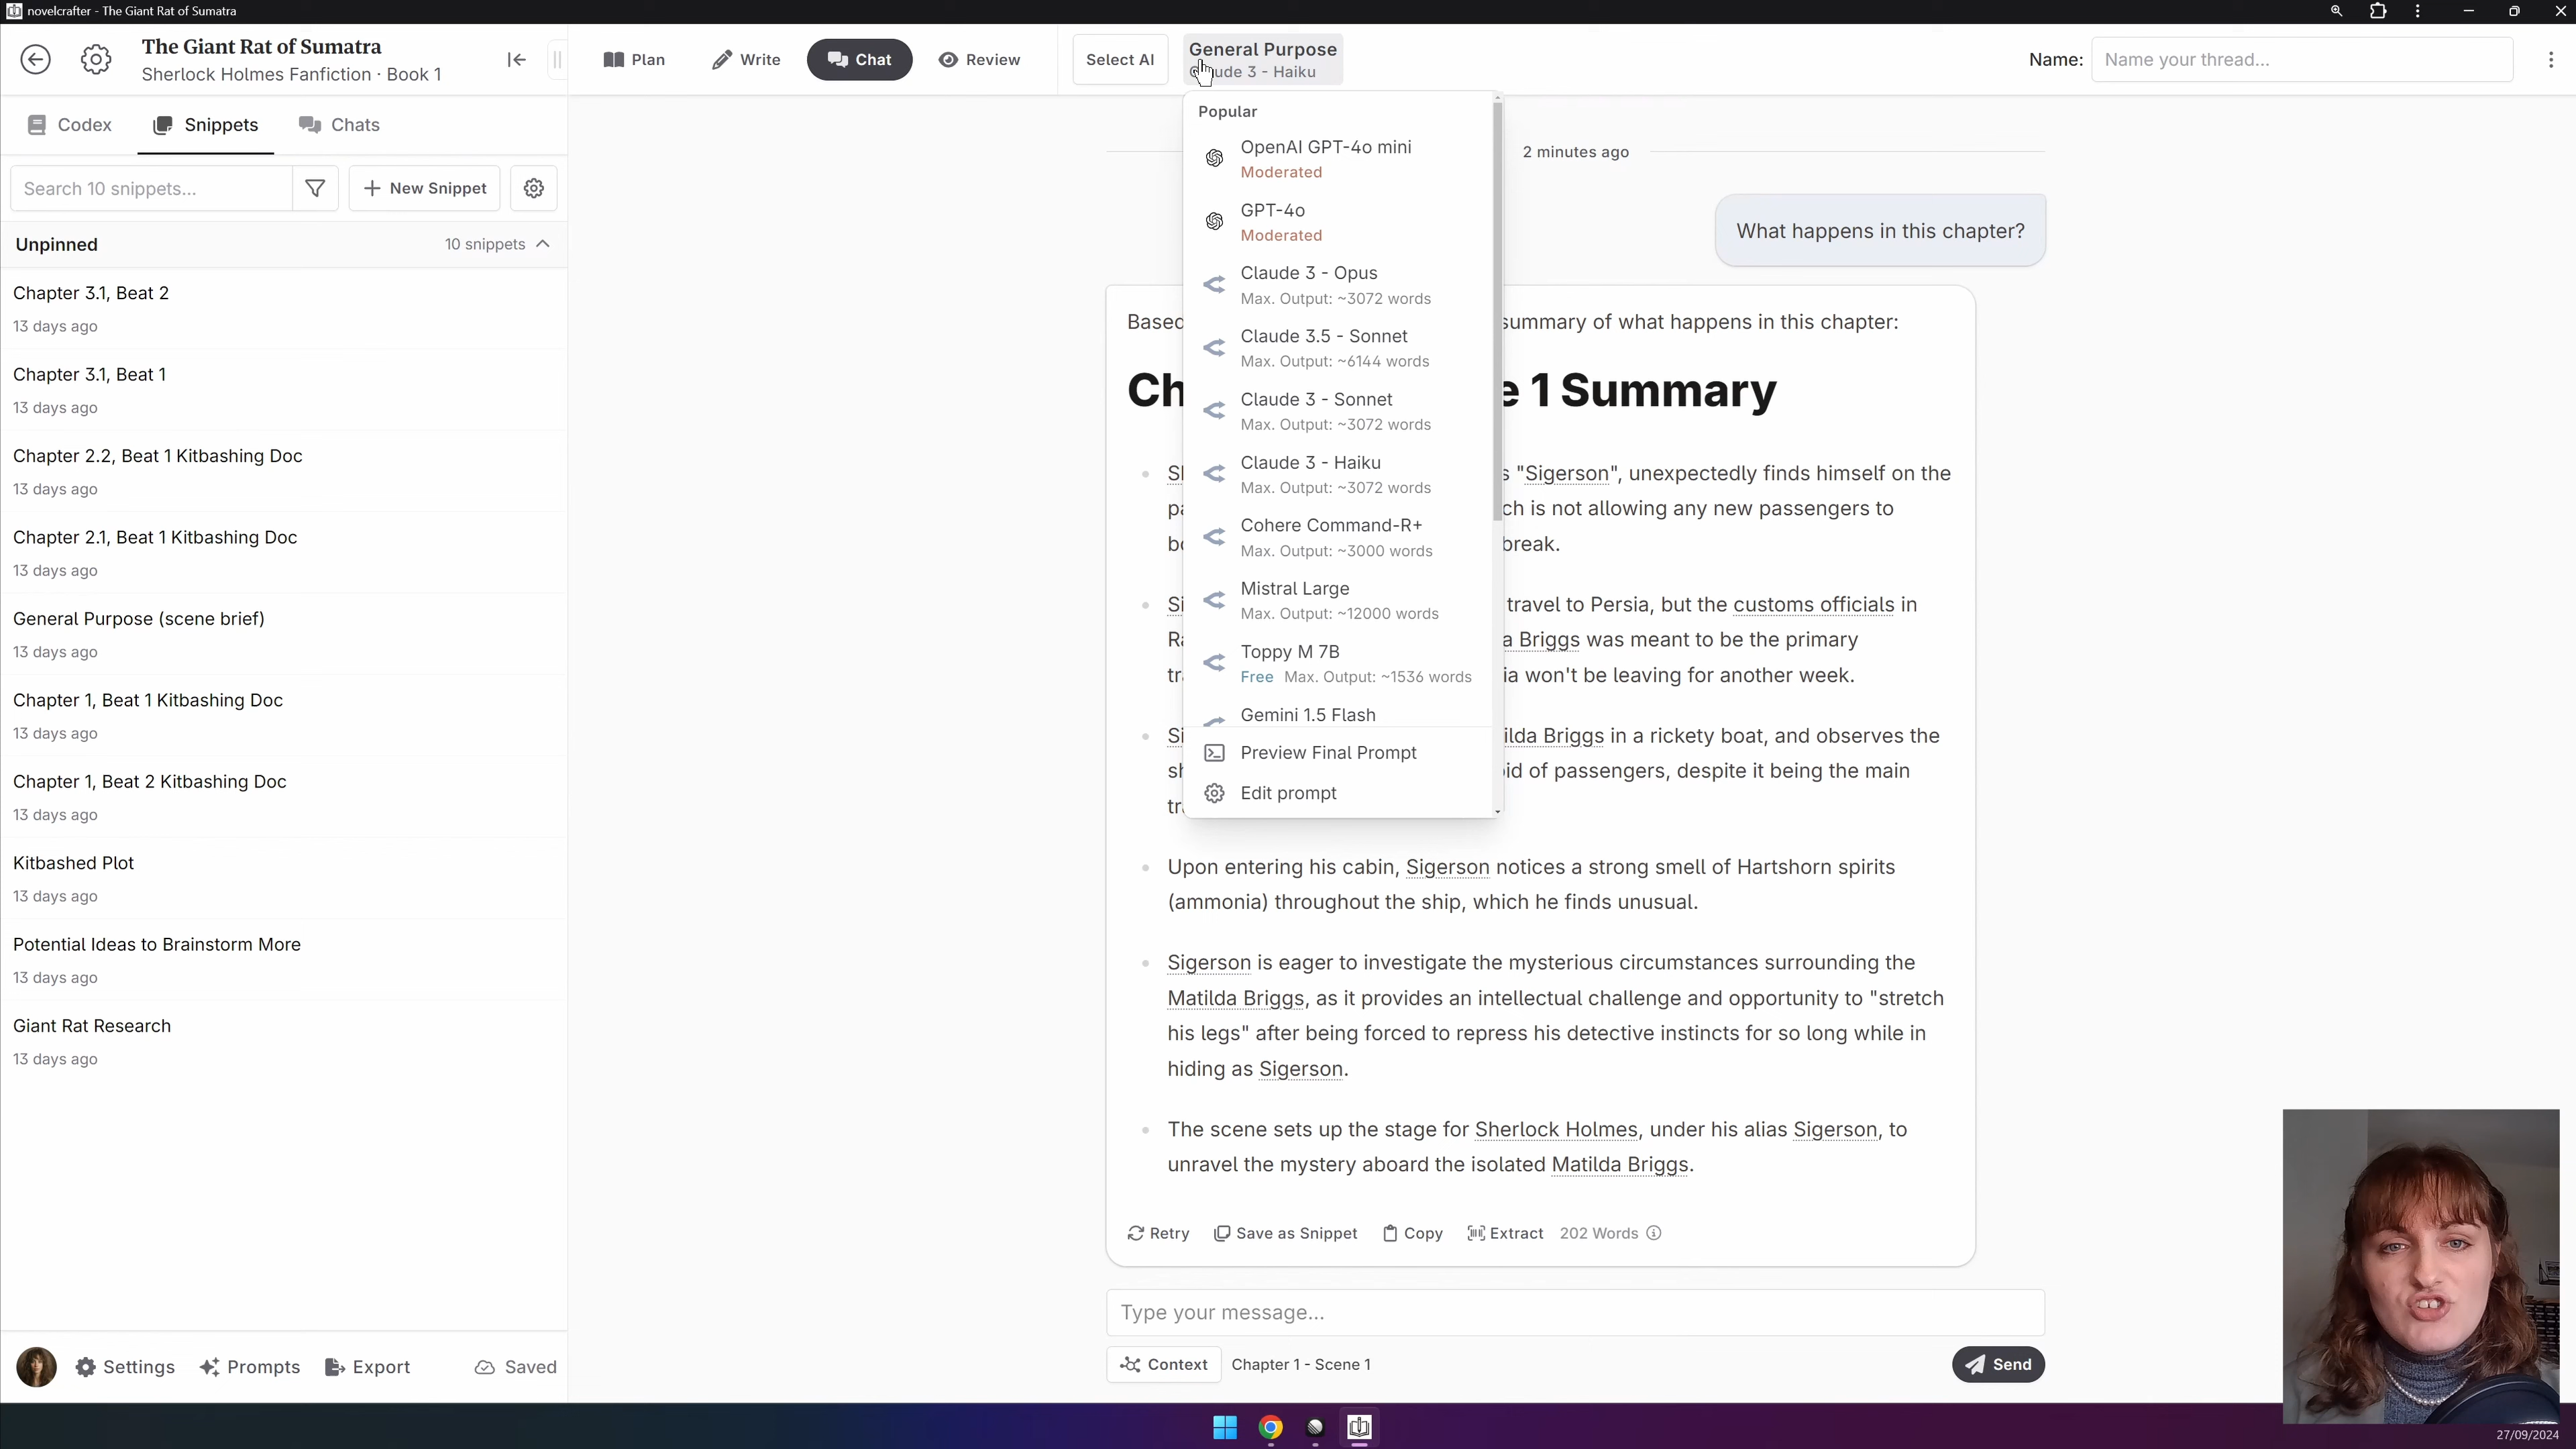 novelcrafter - The Giant Rat of Sumatra
The Giant Rat of Sumatra
Sherlock Holmes Fanfiction · Book 1
Plan
Write
Chat
Review
Select AI
General Purpose
Claude 3 - Haiku
Name:
Name your thread...
Codex
Snippets
Chats
Search 10 snippets...
New Snippet
Unpinned
10 snippets
Chapter 3.1, Beat 2
13 days ago
Chapter 3.1, Beat 1
13 days ago
Chapter 2.2, Beat 1 Kitbashing Doc
13 days ago
Chapter 2.1, Beat 1 Kitbashing Doc
13 days ago
General Purpose (scene brief)
13 days ago
Chapter 1, Beat 1 Kitbashing Doc
13 days ago
Chapter 1, Beat 2 Kitbashing Doc
13 days ago
Kitbashed Plot
13 days ago
Potential Ideas to Brainstorm More
13 days ago
Giant Rat Research
13 days ago
Settings
Prompts
Export
Saved
Popular
OpenAI GPT-4o mini
Moderated
GPT-4o
Moderated
Claude 3 - Opus
Max. Output: ~3072 words
Claude 3.5 - Sonnet
Max. Output: ~6144 words
Claude 3 - Sonnet
Max. Output: ~3072 words
Claude 3 - Haiku
Max. Output: ~3072 words
Cohere Command-R+
Max. Output: ~3000 words
Mistral Large
Max. Output: ~12000 words
Toppy M 7B
Free Max. Output: ~1536 words
Gemini 1.5 Flash
Preview Final Prompt
Edit prompt
2 minutes ago
What happens in this chapter?
Based summary of what happens in this chapter:
1 Summary
"Sigerson", unexpectedly finds himself on the
is not allowing any new passengers to
break.
travel to Persia, but the customs officials in
Briggs was meant to be the primary
won't be leaving for another week.
Briggs in a rickety boat, and observes the
of passengers, despite it being the main
Upon entering his cabin, Sigerson notices a strong smell of Hartshorn spirits
(ammonia) throughout the ship, which he finds unusual.
Sigerson is eager to investigate the mysterious circumstances surrounding the
Matilda Briggs, as it provides an intellectual challenge and opportunity to "stretch
his legs" after being forced to repress his detective instincts for so long while in
hiding as Sigerson.
The scene sets up the stage for Sherlock Holmes, under his alias Sigerson, to
unravel the mystery aboard the isolated Matilda Briggs.
Retry
Save as Snippet
Copy
Extract
202 Words
Type your message...
Context
Chapter 1 - Scene 1
Send
27/09/2024